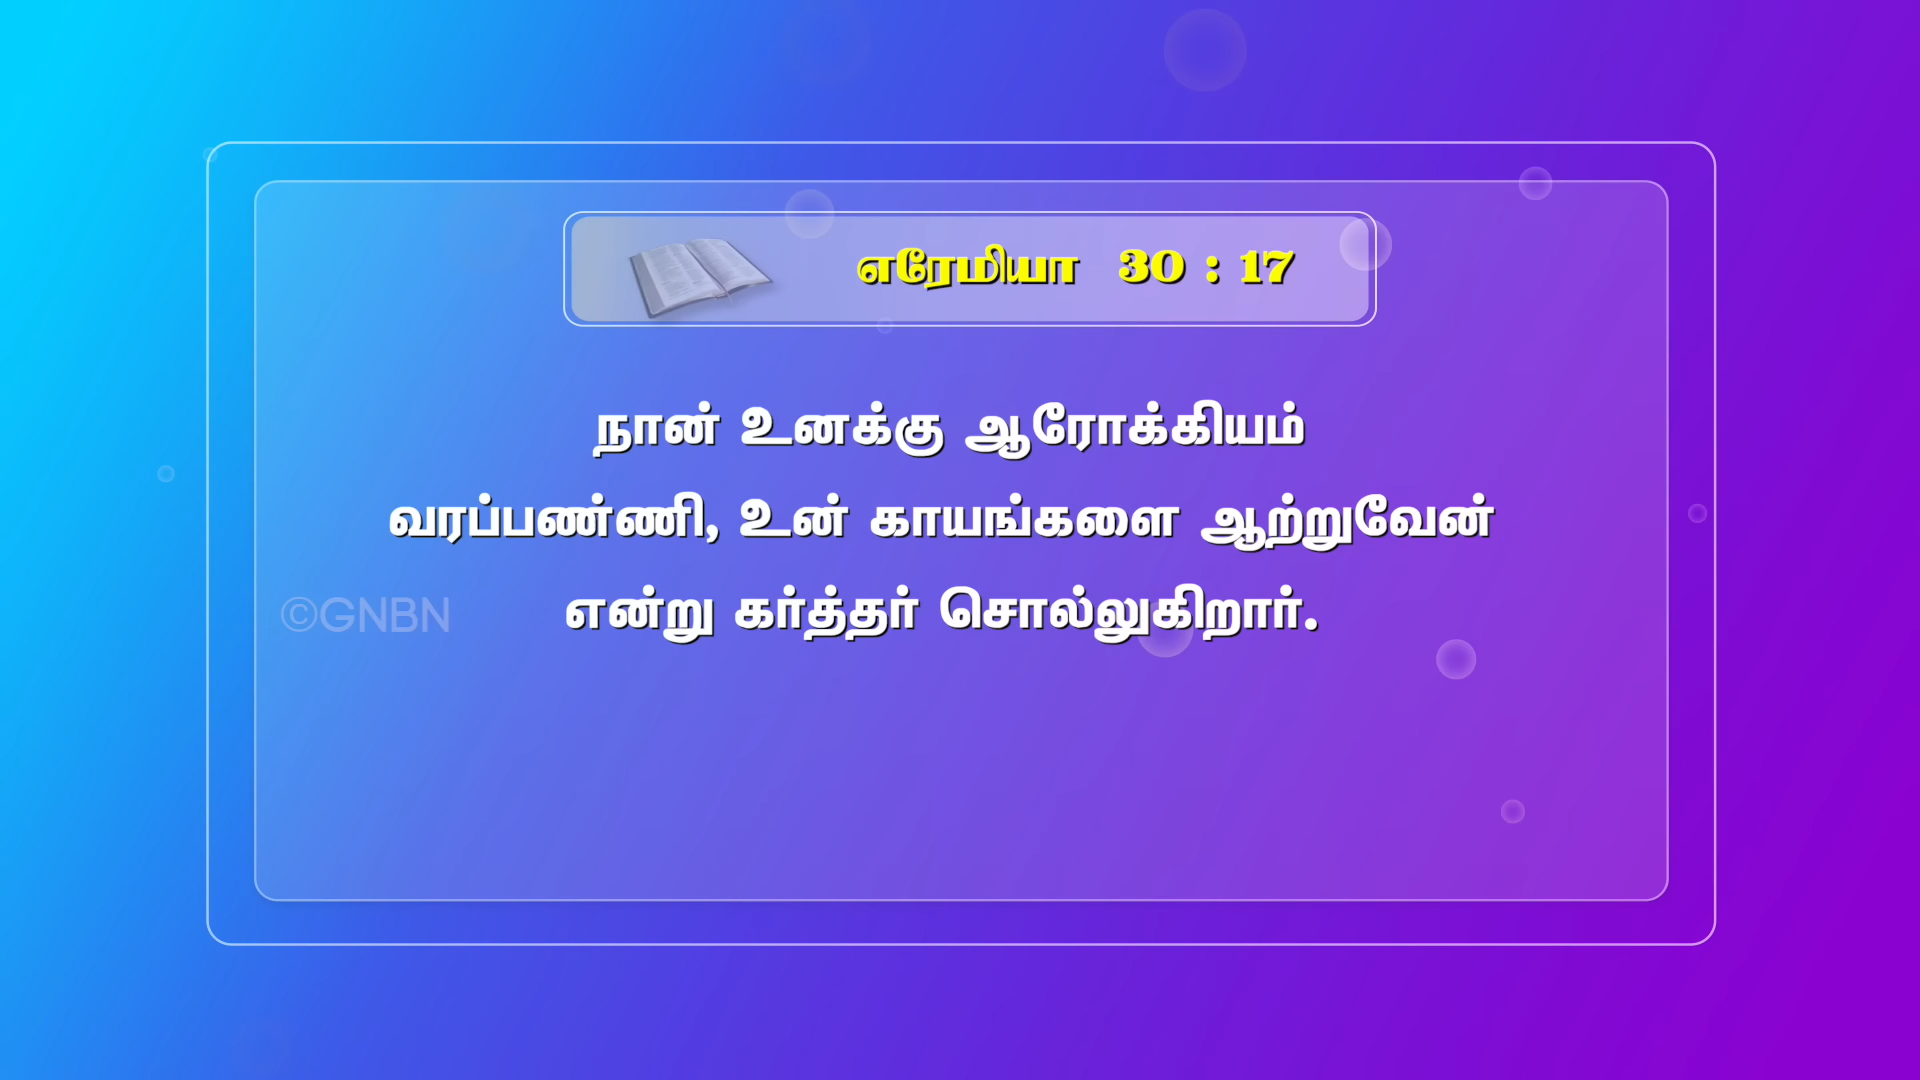 எரேமியா 30 : 17
நான் உனக்கு ஆரோக்கியம்
வரப்பண்ணி, உன் காயங்களை ஆற்றுவேன்
என்று கர்த்தர் சொல்லுகிறார்.
©GNBN